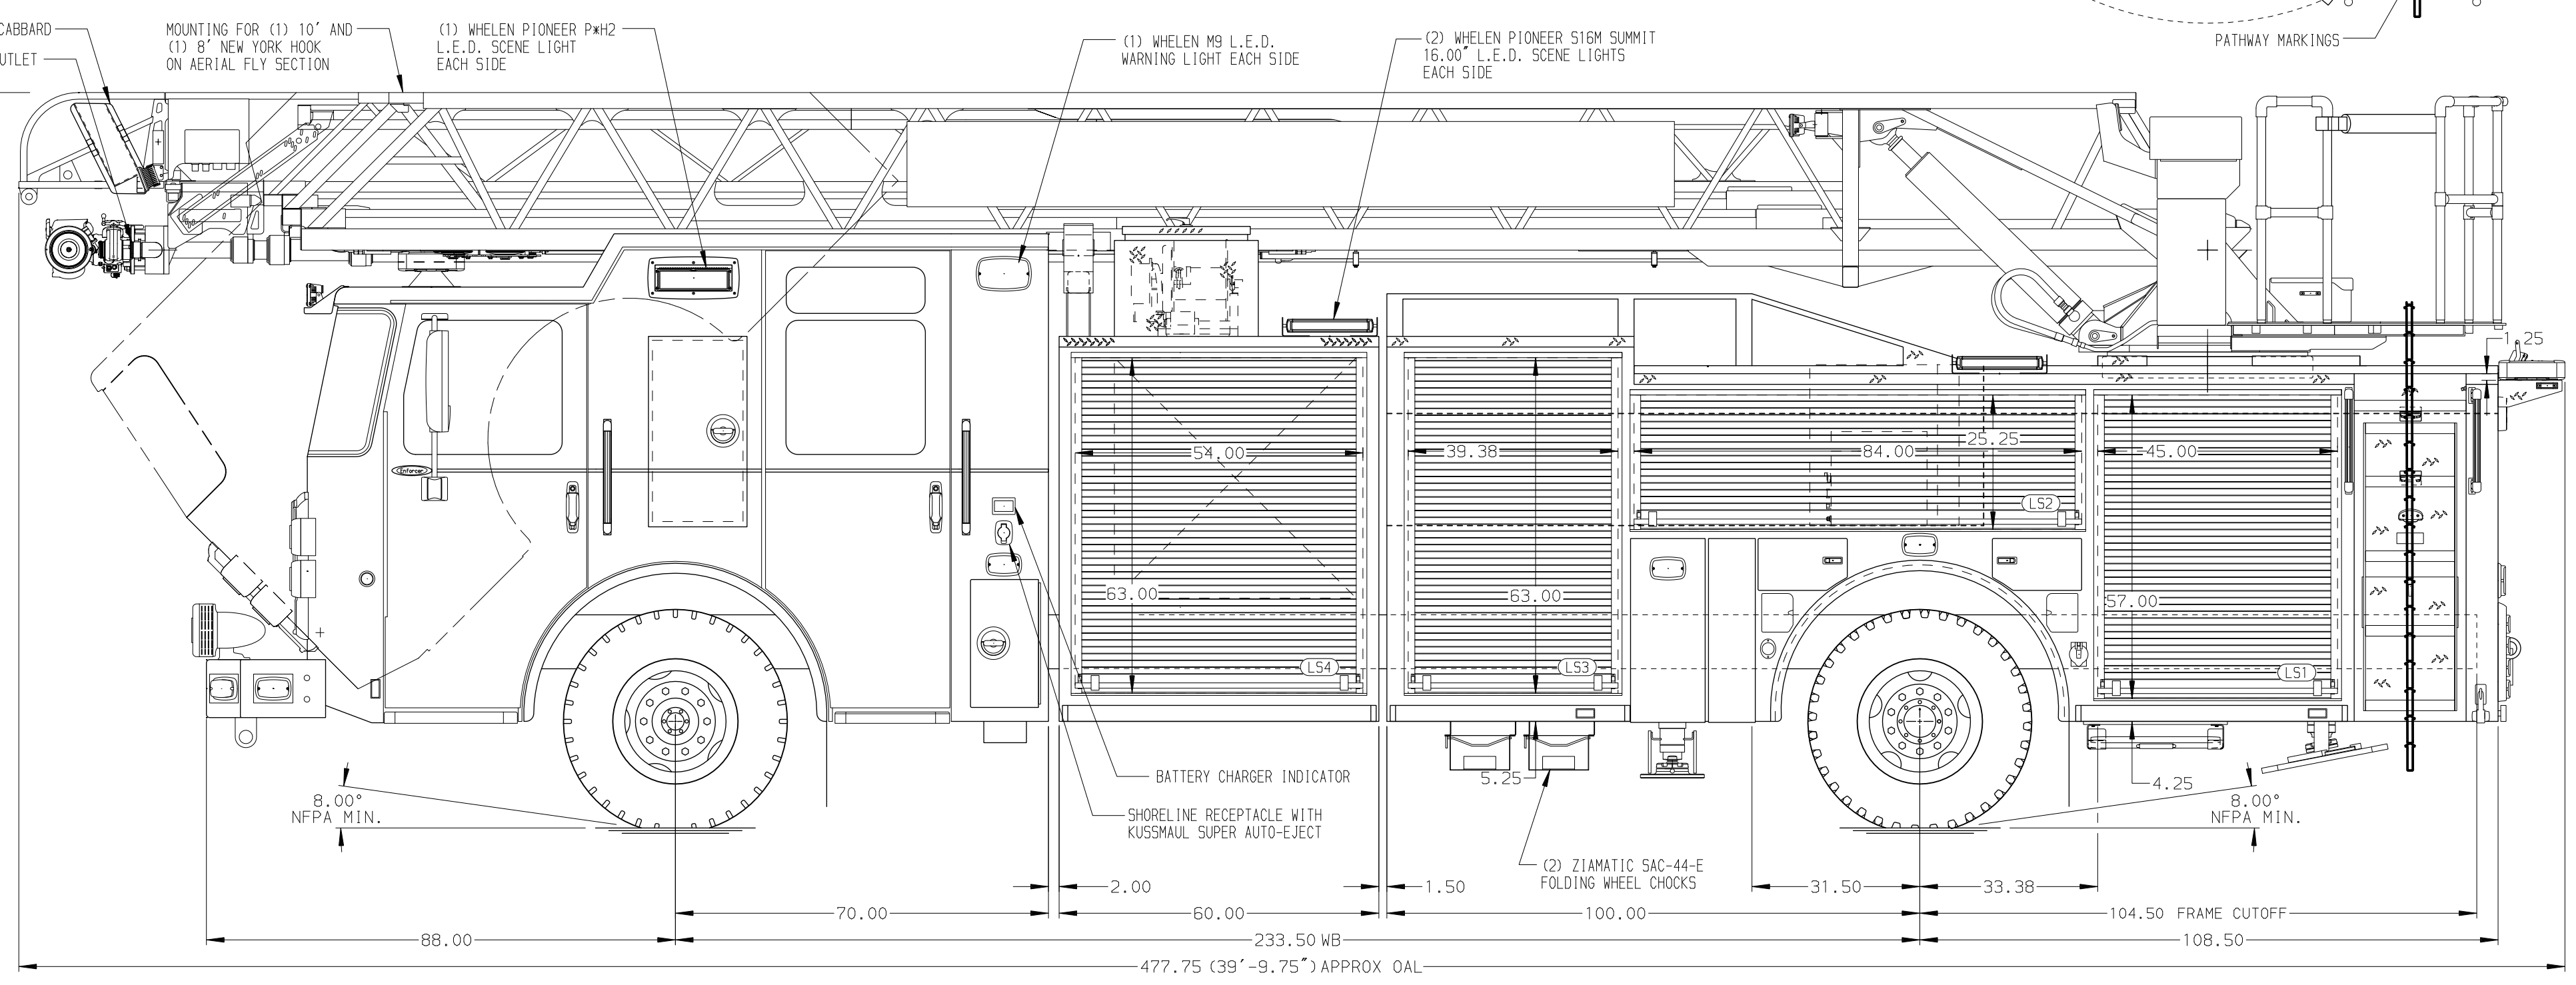 CABBARD
UTLET
MOUNTING FOR (1) 10' AND
(1) 8' NEW YORK HOOK
ON AERIAL FLY SECTION
(1) WHELEN PIONEER P*H2
L.E.D. SCENE LIGHT
EACH SIDE
(1) WHELEN M9 L.E.D.
WARNING LIGHT EACH SIDE
(2) WHELEN PIONEER S16M SUMMIT
16.00" L.E.D. SCENE LIGHTS
EACH SIDE
PATHWAY MARKINGS
1.25
54.00
39.38
84.00
25.25
45.00
Enforcer
LS2
63.00
63.00
57.00
LS4
LS3
LS1
BATTERY CHARGER INDICATOR
5.25
4.25
8.00°
NFPA MIN.
8.00°
NFPA MIN.
SHORELINE RECEPTACLE WITH
KUSSMAUL SUPER AUTO-EJECT
(2) ZIAMATIC SAC-44-E
FOLDING WHEEL CHOCKS
2.00
1.50
31.50
33.38
70.00
60.00
100.00
104.50 FRAME CUTOFF
88.00
233.50 WB
108.50
477.75 (39'-9.75") APPROX OAL